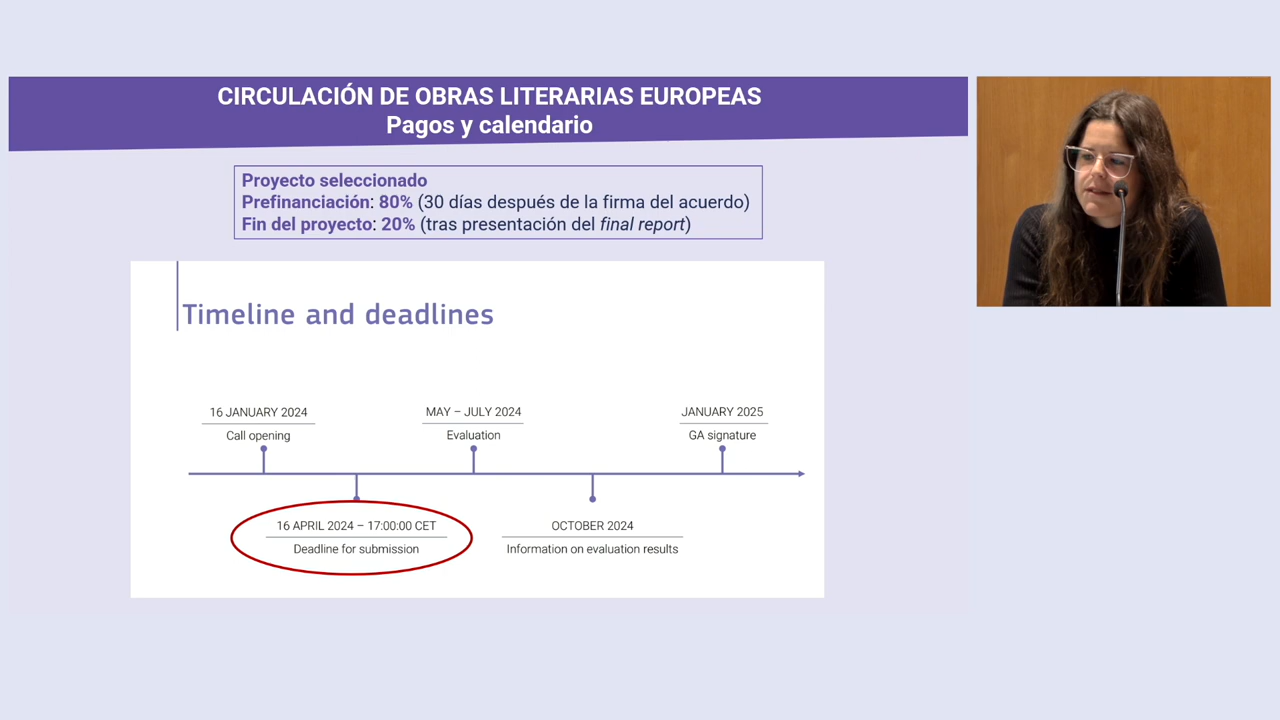 CIRCULACIÓN DE OBRAS LITERARIAS EUROPEAS
Pagos y calendario
Proyecto seleccionado
Prefinanciación: 80% (30 días después de la firma del acuerdo)
Fin del proyecto: 20% (tras presentación del final report)
Timeline and deadlines
16 JANUARY 2024
Call opening
MAY – JULY 2024
Evaluation
JANUARY 2025
GA signature
16 APRIL 2024 – 17:00:00 CET
Deadline for submission
OCTOBER 2024
Information on evaluation results